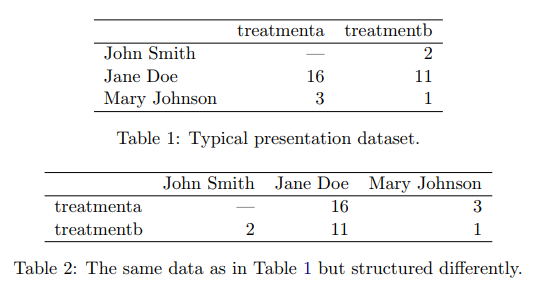 treatmenta treatmentb
John Smith — 2
Jane Doe 16 11
Mary Johnson 3 1
Table 1: Typical presentation dataset.
John Smith Jane Doe Mary Johnson
treatmenta — 16 3
treatmentb 2 11 1
Table 2: The same data as in Table 1 but structured differently.